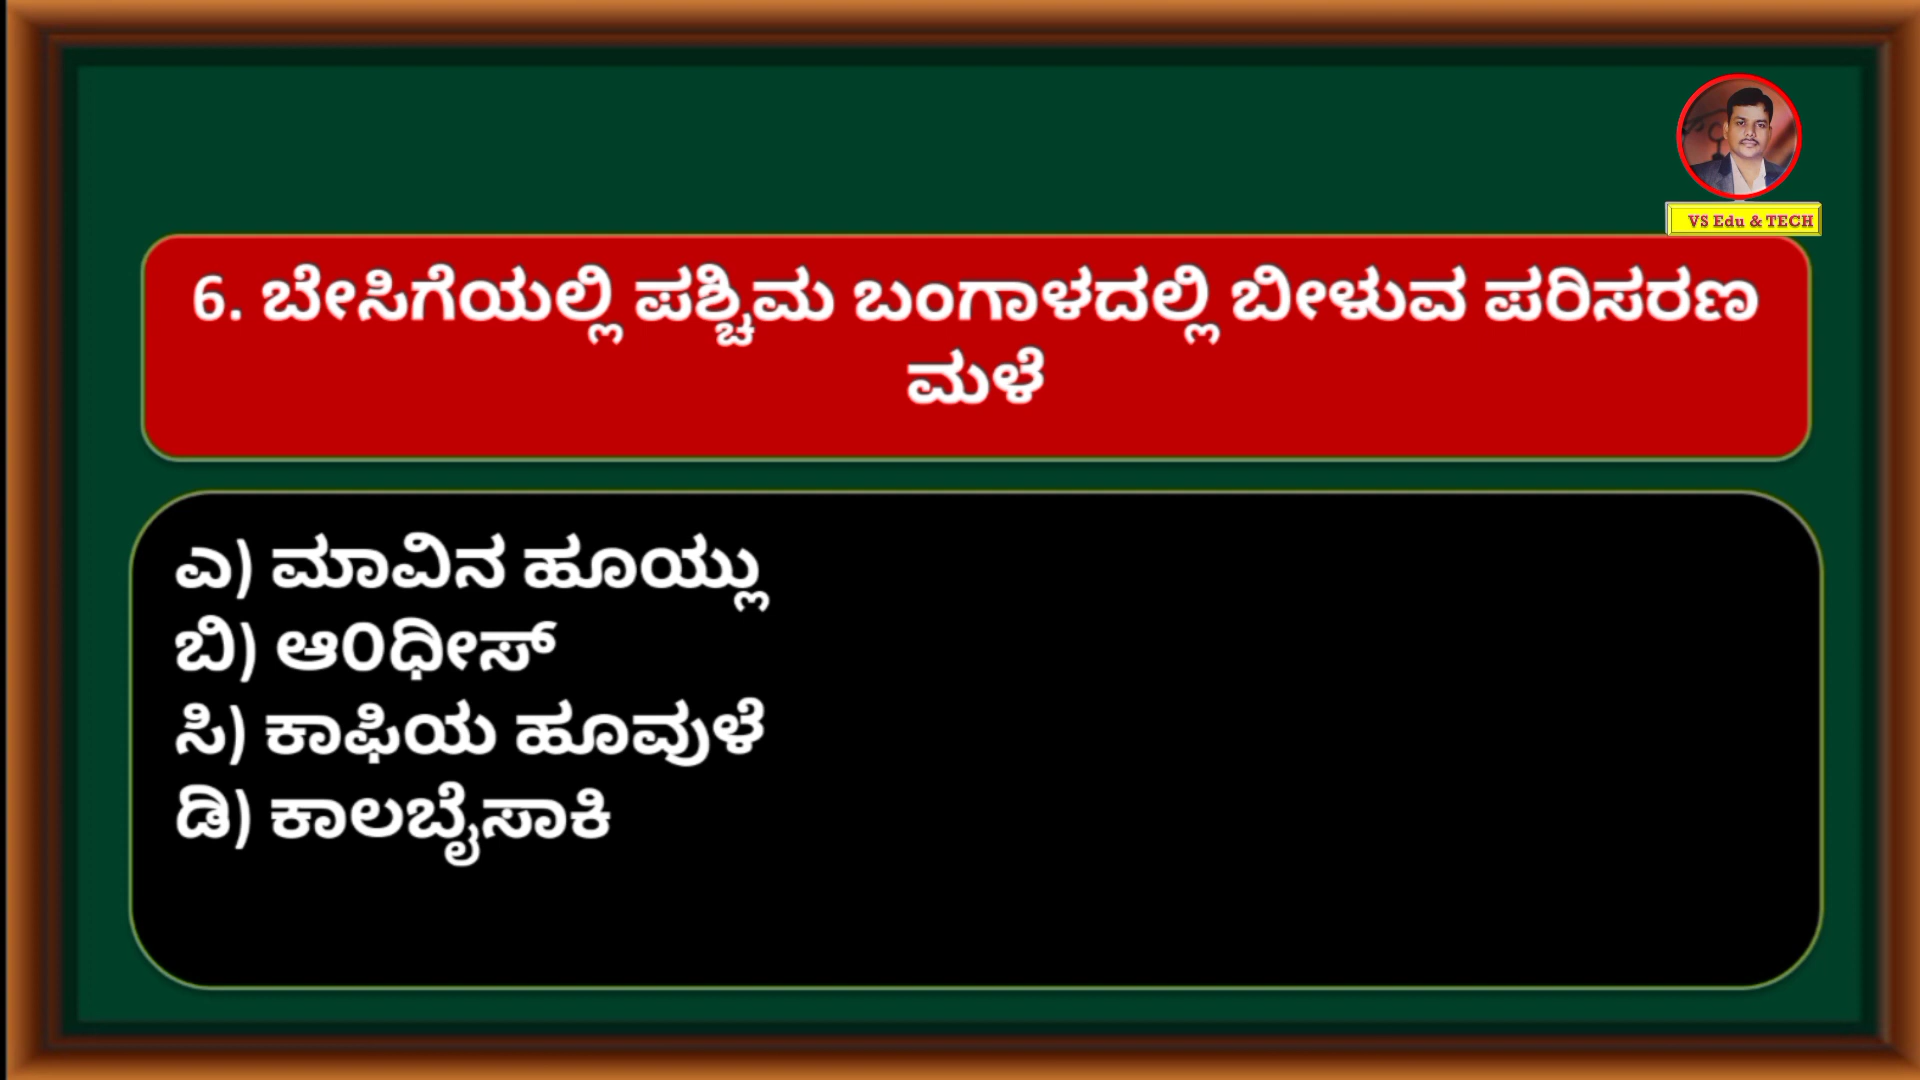 VS Edu & TECH
6. ಬೇಸಿಗೆಯಲ್ಲಿ ಪಶ್ಚಿಮ ಬಂಗಾಳದಲ್ಲಿ ಬೀಳುವ ಪರಿಸರಣ
ಮಳೆ
ಎ) ಮಾವಿನ ಹೂಯ್ಲು
ಬಿ) ಆ0ಧೀಸ್
ಸಿ) ಕಾಫಿಯ ಹೂವುಳೆ
ಡಿ) ಕಾಲಬೈಸಾಕಿ